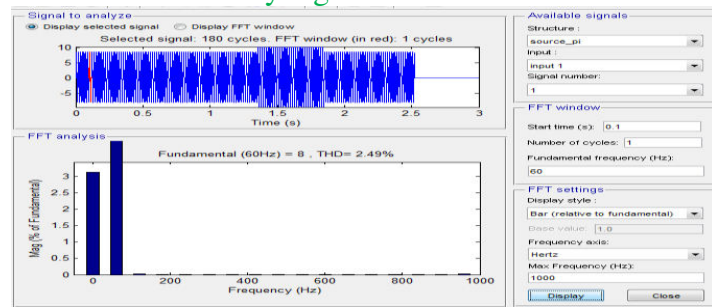 Signal to analyze
Display selected signal Display FFT window
Selected signal: 180 cycles. FFT window (in red): 1 cycles
10
5
0
-5
0 0.5 1 1.5 2 2.5 3
Time (s)
FFT analysis
Fundamental (60Hz) = 8 , THD= 2.49%
3
2.5
2
1.5
1
0.5
0
Mag (% of Fundamental)
0 200 400 600 800 1000
Frequency (Hz)
Available signals
Structure :
source_pi
Input :
input 1
Signal number:
1
FFT window
Start time (s): 0.1
Number of cycles: 1
Fundamental frequency (Hz):
60
FFT settings
Display style :
Bar (relative to fundamental)
Base value: 1.0
Frequency axis:
Hertz
Max Frequency (Hz):
1000
Display Close